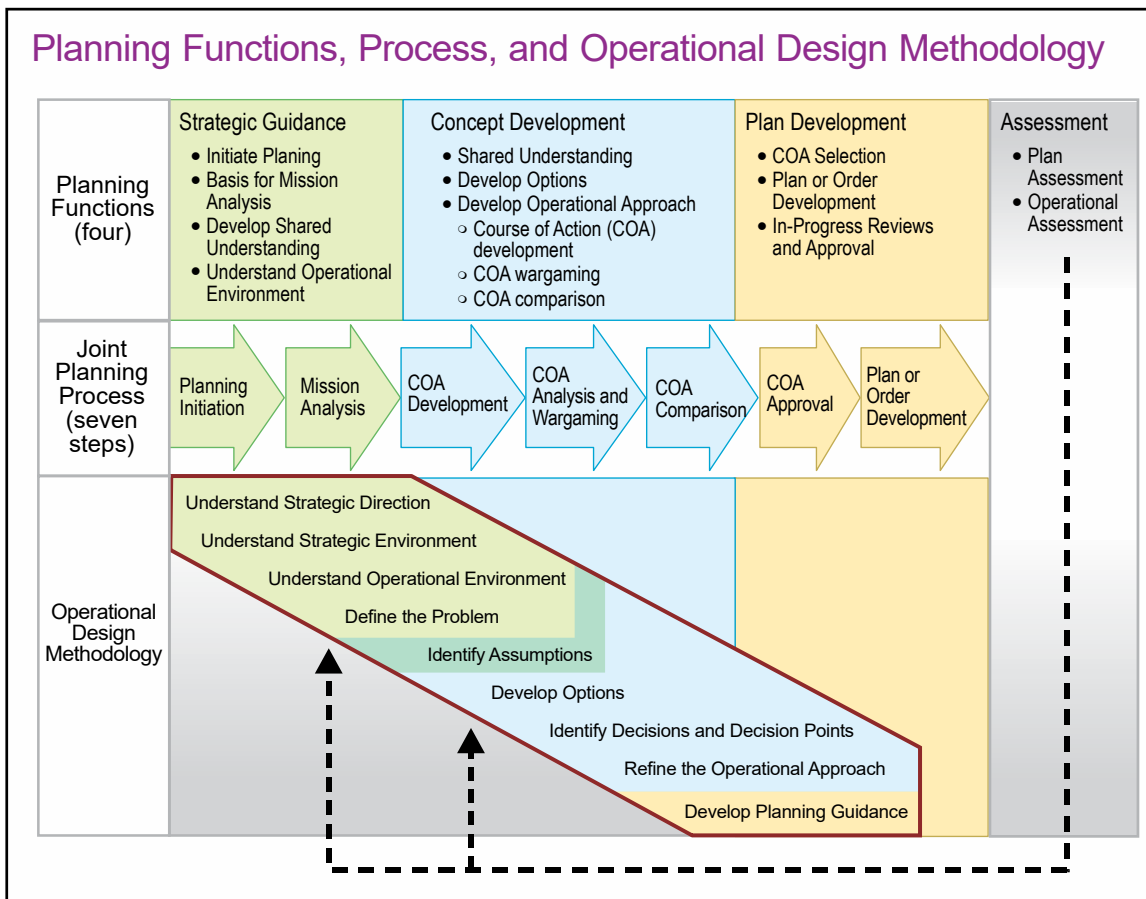 Planning Functions, Process, and Operational Design Methodology
Planning
Functions
(four)
Strategic Guidance
• Initiate Planing
• Basis for Mission
Analysis
• Develop Shared
Understanding
• Understand Operational
Environment
Concept Development
• Shared Understanding
• Develop Options
• Develop Operational Approach
○ Course of Action (COA)
development
○ COA wargaming
○ COA comparison
Plan Development
• COA Selection
• Plan or Order
Development
• In-Progress Reviews
and Approval
Assessment
• Plan
Assessment
• Operational
Assessment
Joint
Planning
Process
(seven
steps)
Planning
Initiation
Mission
Analysis
COA
Development
COA
Analysis and
Wargaming
COA
Comparison
COA
Approval
Plan or
Order
Development
Operational
Design
Methodology
Understand Strategic Direction
Understand Strategic Environment
Understand Operational Environment
Define the Problem
Identify Assumptions
Develop Options
Identify Decisions and Decision Points
Refine the Operational Approach
Develop Planning Guidance